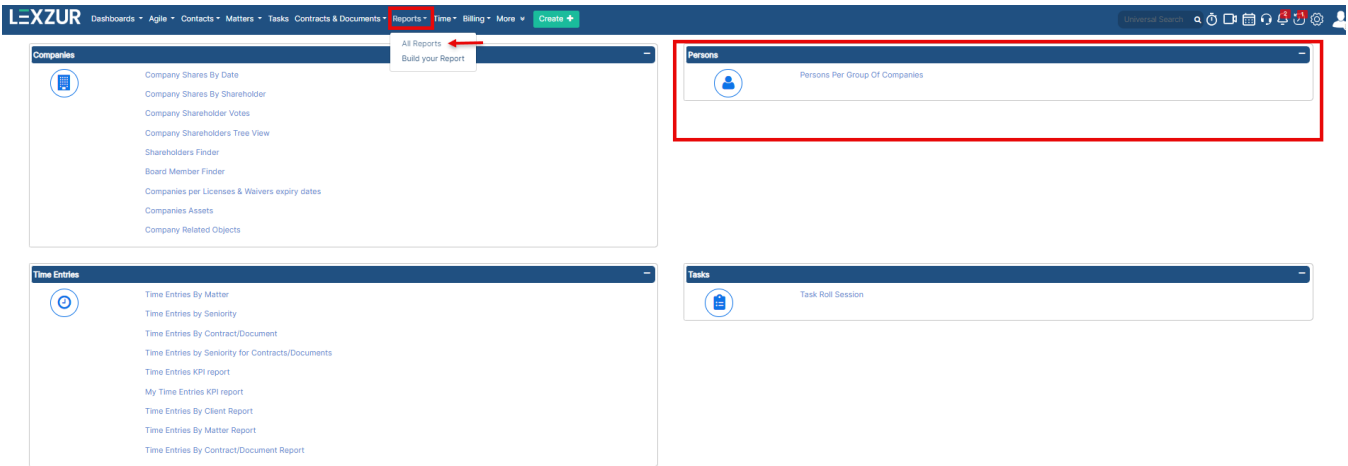 LEXZUR Dashboards Agile Contacts Matters Tasks Contracts & Documents Reports Time Billing More Create + Universal Search
All Reports
Build your Report
Companies
Company Shares By Date
Company Shares By Shareholder
Company Shareholder Votes
Company Shareholders Tree View
Shareholders Finder
Board Member Finder
Companies per Licenses & Waivers expiry dates
Companies Assets
Company Related Objects
Persons
Persons Per Group Of Companies
Time Entries
Time Entries By Matter
Time Entries by Seniority
Time Entries By Contract/Document
Time Entries by Seniority for Contracts/Documents
Time Entries KPI report
My Time Entries KPI report
Time Entries By Client Report
Time Entries By Matter Report
Time Entries By Contract/Document Report
Tasks
Task Roll Session